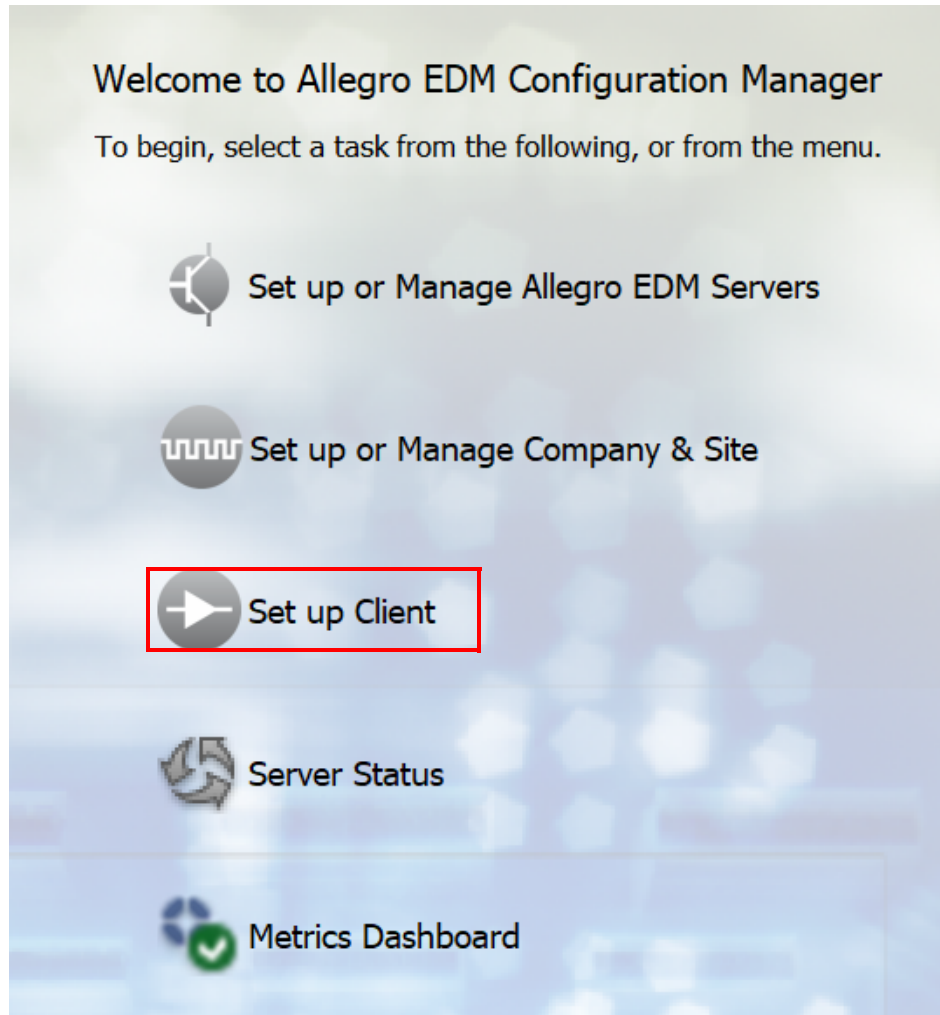 Welcome to Allegro EDM Configuration Manager
To begin, select a task from the following, or from the menu.
Set up or Manage Allegro EDM Servers
Set up or Manage Company & Site
Set up Client
Server Status
Metrics Dashboard